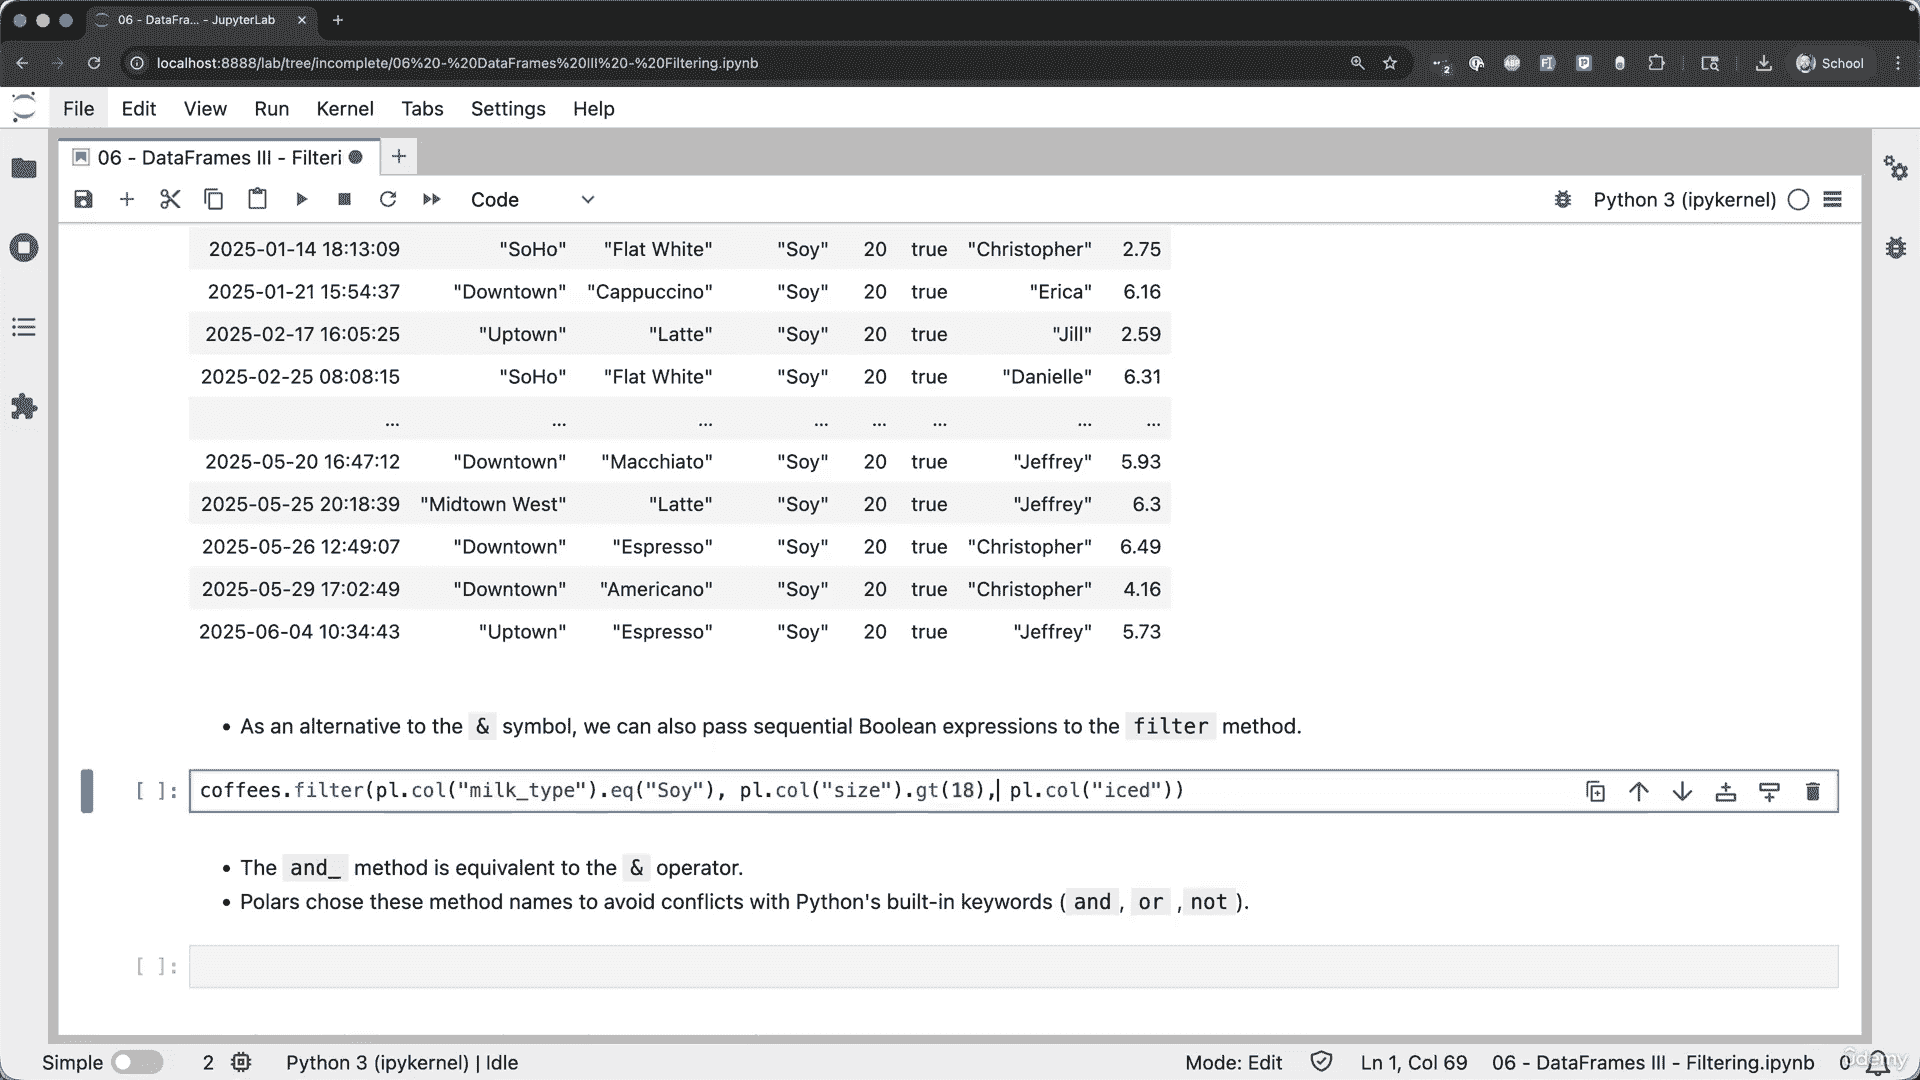 06 - DataFra... - JupyterLab
localhost:8888/lab/tree/incomplete/06%20-%20DataFrames%20III%20-%20Filtering.ipynb
2
ABP
School
File Edit View Run Kernel Tabs Settings Help
06 - DataFrames III - Filteri
Code
Python 3 (ipykernel)
2025-01-14 18:13:09 "SoHo" "Flat White" "Soy" 20 true "Christopher" 2.75
2025-01-21 15:54:37 "Downtown" "Cappuccino" "Soy" 20 true "Erica" 6.16
2025-02-17 16:05:25 "Uptown" "Latte" "Soy" 20 true "Jill" 2.59
2025-02-25 08:08:15 "SoHo" "Flat White" "Soy" 20 true "Danielle" 6.31
... ... ... ... ... ... ... ...
2025-05-20 16:47:12 "Downtown" "Macchiato" "Soy" 20 true "Jeffrey" 5.93
2025-05-25 20:18:39 "Midtown West" "Latte" "Soy" 20 true "Jeffrey" 6.3
2025-05-26 12:49:07 "Downtown" "Espresso" "Soy" 20 true "Christopher" 6.49
2025-05-29 17:02:49 "Downtown" "Americano" "Soy" 20 true "Christopher" 4.16
2025-06-04 10:34:43 "Uptown" "Espresso" "Soy" 20 true "Jeffrey" 5.73
• As an alternative to the & symbol, we can also pass sequential Boolean expressions to the filter method.
[ ]: coffees.filter(pl.col("milk_type").eq("Soy"), pl.col("size").gt(18), pl.col("iced"))
• The and_ method is equivalent to the & operator.
• Polars chose these method names to avoid conflicts with Python's built-in keywords ( and , or , not ).
[ ]:
Simple 2 Python 3 (ipykernel) | Idle Mode: Edit Ln 1, Col 69 06 - DataFrames III - Filtering.ipynb 0
udemy